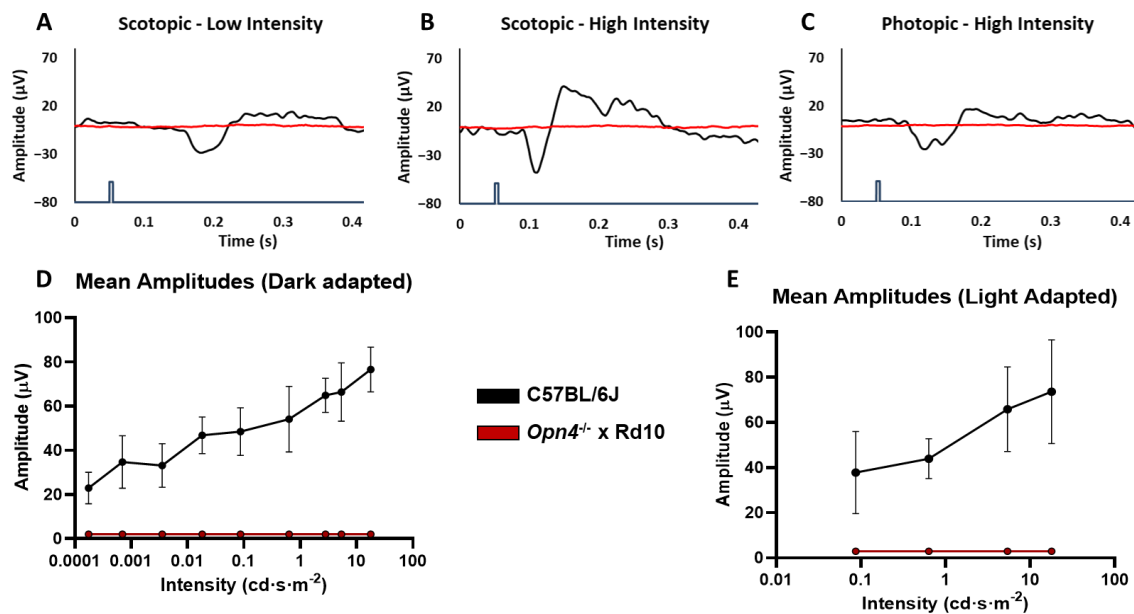 A Scotopic - Low Intensity
Amplitude (µV)
70
20
−30
−80
0 0.1 0.2 0.3 0.4
Time (s)
B Scotopic - High Intensity
Amplitude (µV)
70
20
−30
−80
0 0.1 0.2 0.3 0.4
Time (s)
C Photopic - High Intensity
Amplitude (µV)
70
20
−30
−80
0 0.1 0.2 0.3 0.4
Time (s)
D Mean Amplitudes (Dark adapted)
Amplitude (µV)
100
80
60
40
20
0
0.0001 0.001 0.01 0.1 1 10 100
Intensity (cd·s·m⁻²)
C57BL/6J
Opn4⁻/⁻ x Rd10
E Mean Amplitudes (Light Adapted)
Amplitude (µV)
100
80
60
40
20
0
0.01 0.1 1 10 100
Intensity (cd·s·m⁻²)